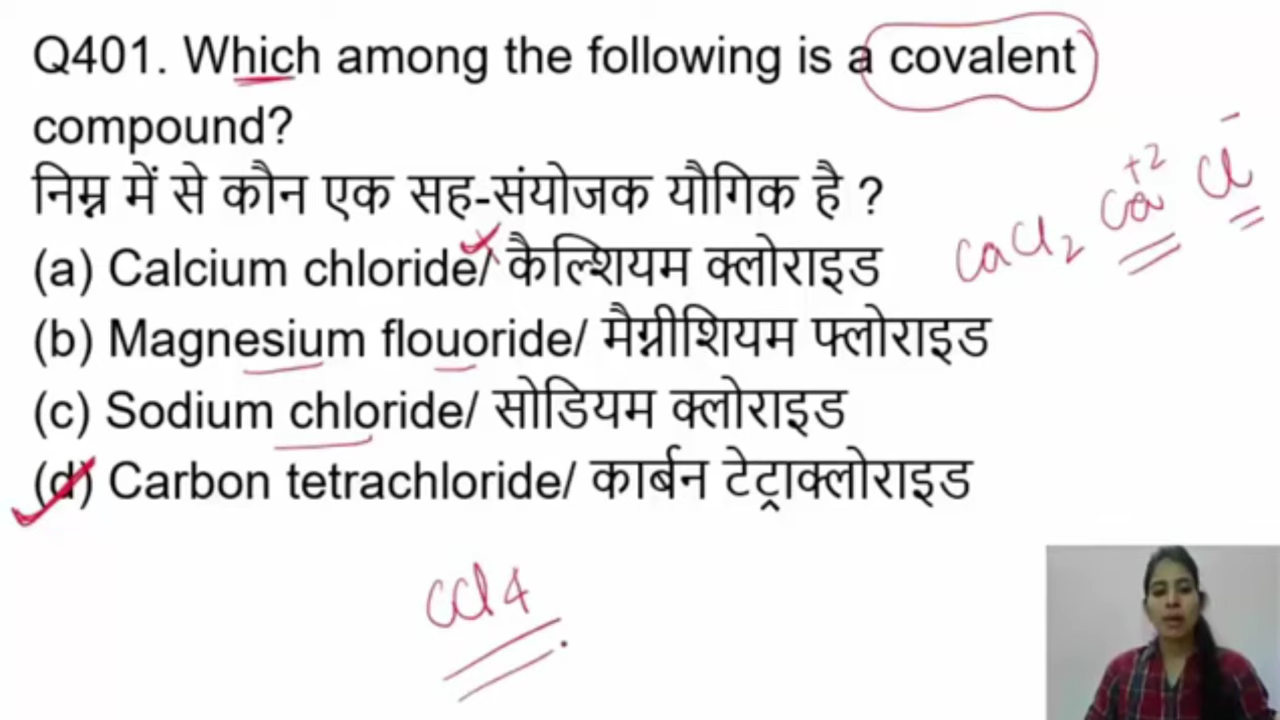 Q401. Which among the following is a covalent
compound?
निम्न में से कौन एक सह-संयोजक यौगिक है ?
(a) Calcium chloride/ कैल्शियम क्लोराइड
(b) Magnesium flouoride/ मैग्नीशियम फ्लोराइड
(c) Sodium chloride/ सोडियम क्लोराइड
(d) Carbon tetrachloride/ कार्बन टेट्राक्लोराइड
CaCl₂ Ca⁺² Cl⁻
CCl4